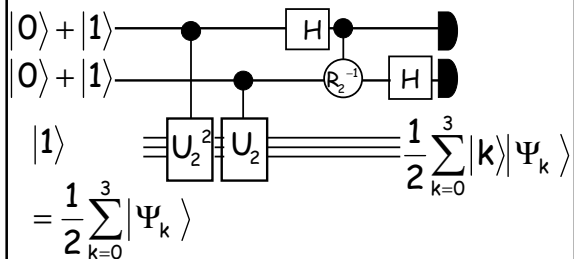 |0⟩ + |1⟩ H
|0⟩ + |1⟩ R₂⁻¹ H
|1⟩ U₂² U₂ 1/2 ∑_{k=0}^{3} |k⟩|Ψ_k⟩
= 1/2 ∑_{k=0}^{3} |Ψ_k⟩